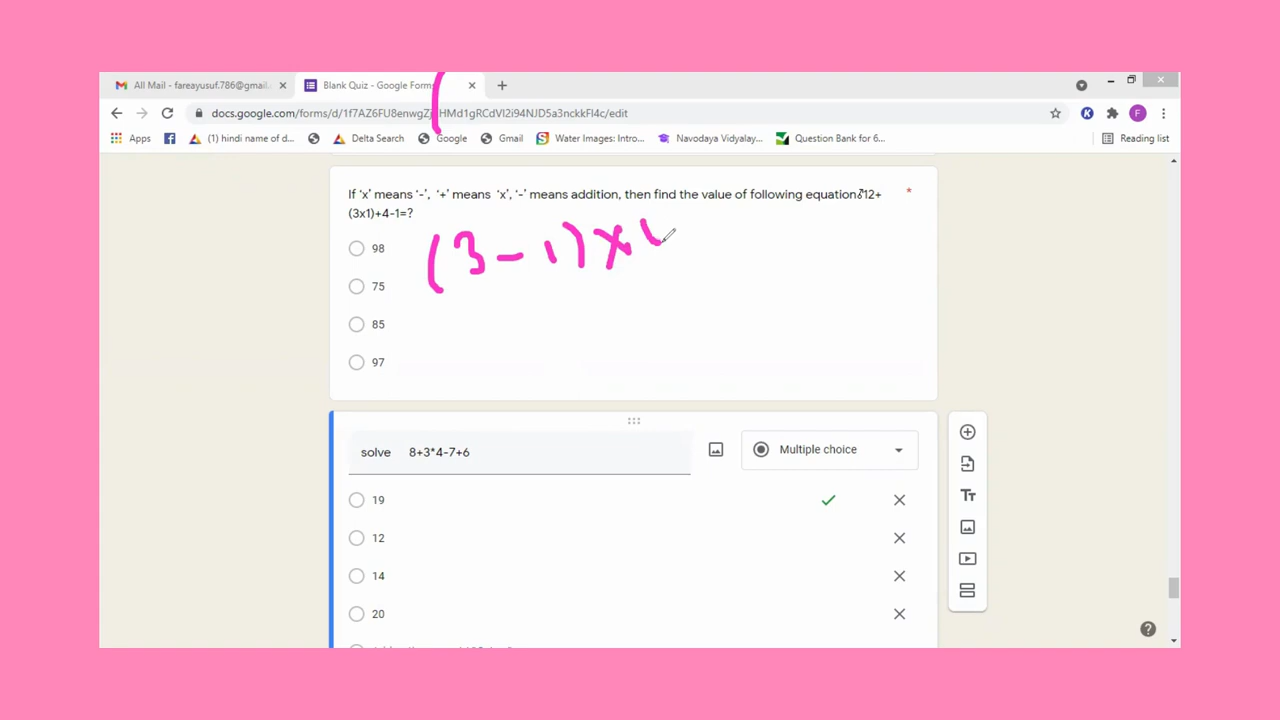 All Mail - fareayusuf.786@gmail.
Blank Quiz - Google Form
docs.google.com/forms/d/1f7AZ6FU8enwgZj HMd1gRCdVI2i94NJD5a3nckkFl4c/edit
Apps (1) hindi name of d... Delta Search Google Gmail Water Images: Intro... Navodaya Vidyalay... Question Bank for 6... Reading list
If 'x' means '-', '+' means 'x', '-' means addition, then find the value of following equation 12+
(3x1)+4-1=? *
98
(3-1)x
75
85
97
solve 8+3*4-7+6
Multiple choice
19
12
14
20